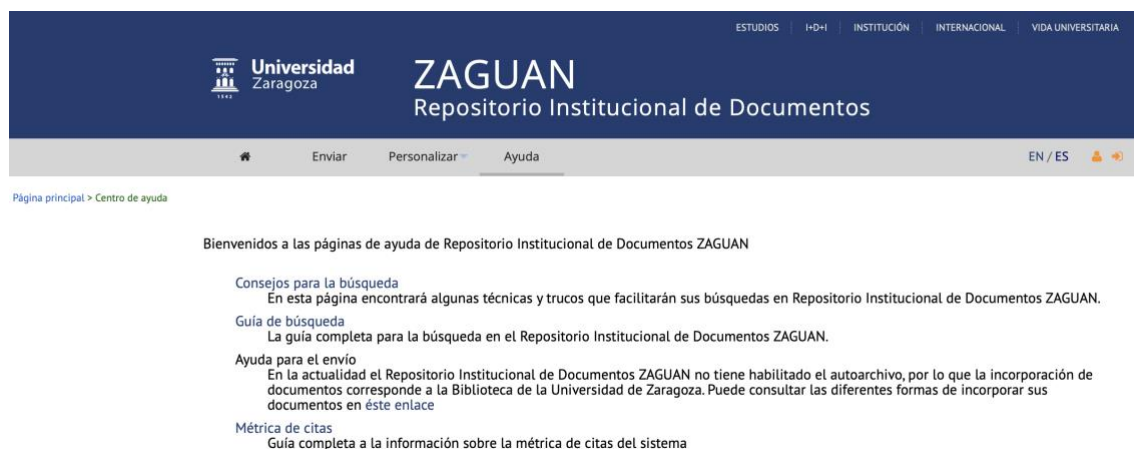 ESTUDIOS I+D+I INSTITUCIÓN INTERNACIONAL VIDA UNIVERSITARIA
Universidad
Zaragoza
1542
ZAGUAN
Repositorio Institucional de Documentos
Enviar Personalizar Ayuda EN / ES
Página principal > Centro de ayuda
Bienvenidos a las páginas de ayuda de Repositorio Institucional de Documentos ZAGUAN
Consejos para la búsqueda
En esta página encontrará algunas técnicas y trucos que facilitarán sus búsquedas en Repositorio Institucional de Documentos ZAGUAN.
Guía de búsqueda
La guía completa para la búsqueda en el Repositorio Institucional de Documentos ZAGUAN.
Ayuda para el envío
En la actualidad el Repositorio Institucional de Documentos ZAGUAN no tiene habilitado el autoarchivo, por lo que la incorporación de
documentos corresponde a la Biblioteca de la Universidad de Zaragoza. Puede consultar las diferentes formas de incorporar sus
documentos en éste enlace
Métrica de citas
Guía completa a la información sobre la métrica de citas del sistema